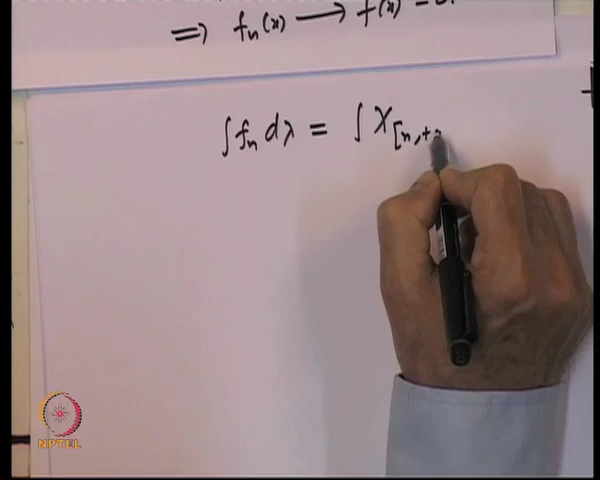 ⟹ fₙ(x) ⟶ f(x) = 0.
∫fₙ dλ = ∫χ[n,+
NPTEL